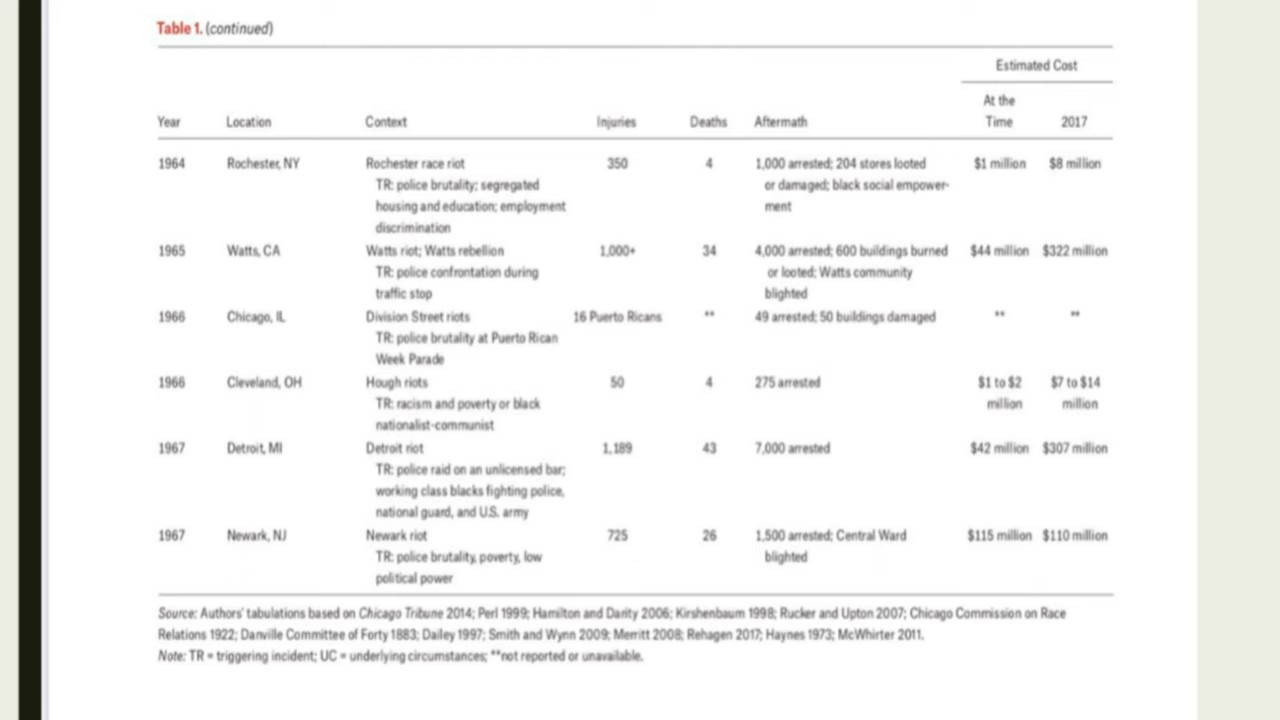 Table 1. (continued)
Estimated Cost
At the
Year Location Context Injuries Deaths Aftermath Time 2017
1964 Rochester, NY Rochester race riot 350 4 1,000 arrested; 204 stores looted $1 million $8 million
TR: police brutality; segregated or damaged; black social empower-
housing and education; employment ment
discrimination
1965 Watts, CA Watts riot; Watts rebellion 1,000+ 34 4,000 arrested; 600 buildings burned $44 million $322 million
TR: police confrontation during or looted; Watts community
traffic stop blighted
1966 Chicago, IL Division Street riots 16 Puerto Ricans ** 49 arrested; 50 buildings damaged ** **
TR: police brutality at Puerto Rican
Week Parade
1966 Cleveland, OH Hough riots 50 4 275 arrested $1 to $2 $7 to $14
TR: racism and poverty or black million million
nationalist-communist
1967 Detroit, MI Detroit riot 1,189 43 7,000 arrested $42 million $307 million
TR: police raid on an unlicensed bar;
working class blacks fighting police,
national guard, and U.S. army
1967 Newark, NJ Newark riot 725 26 1,500 arrested; Central Ward $115 million $110 million
TR: police brutality, poverty, low blighted
political power
Source: Authors' tabulations based on Chicago Tribune 2014; Perl 1999; Hamilton and Darity 2006; Kirshenbaum 1998; Rucker and Upton 2007; Chicago Commission on Race
Relations 1922; Danville Committee of Forty 1883; Dailey 1997; Smith and Wynn 2009; Merritt 2008; Rehagen 2017; Haynes 1973; McWhirter 2011.
Note: TR = triggering incident; UC = underlying circumstances; **not reported or unavailable.